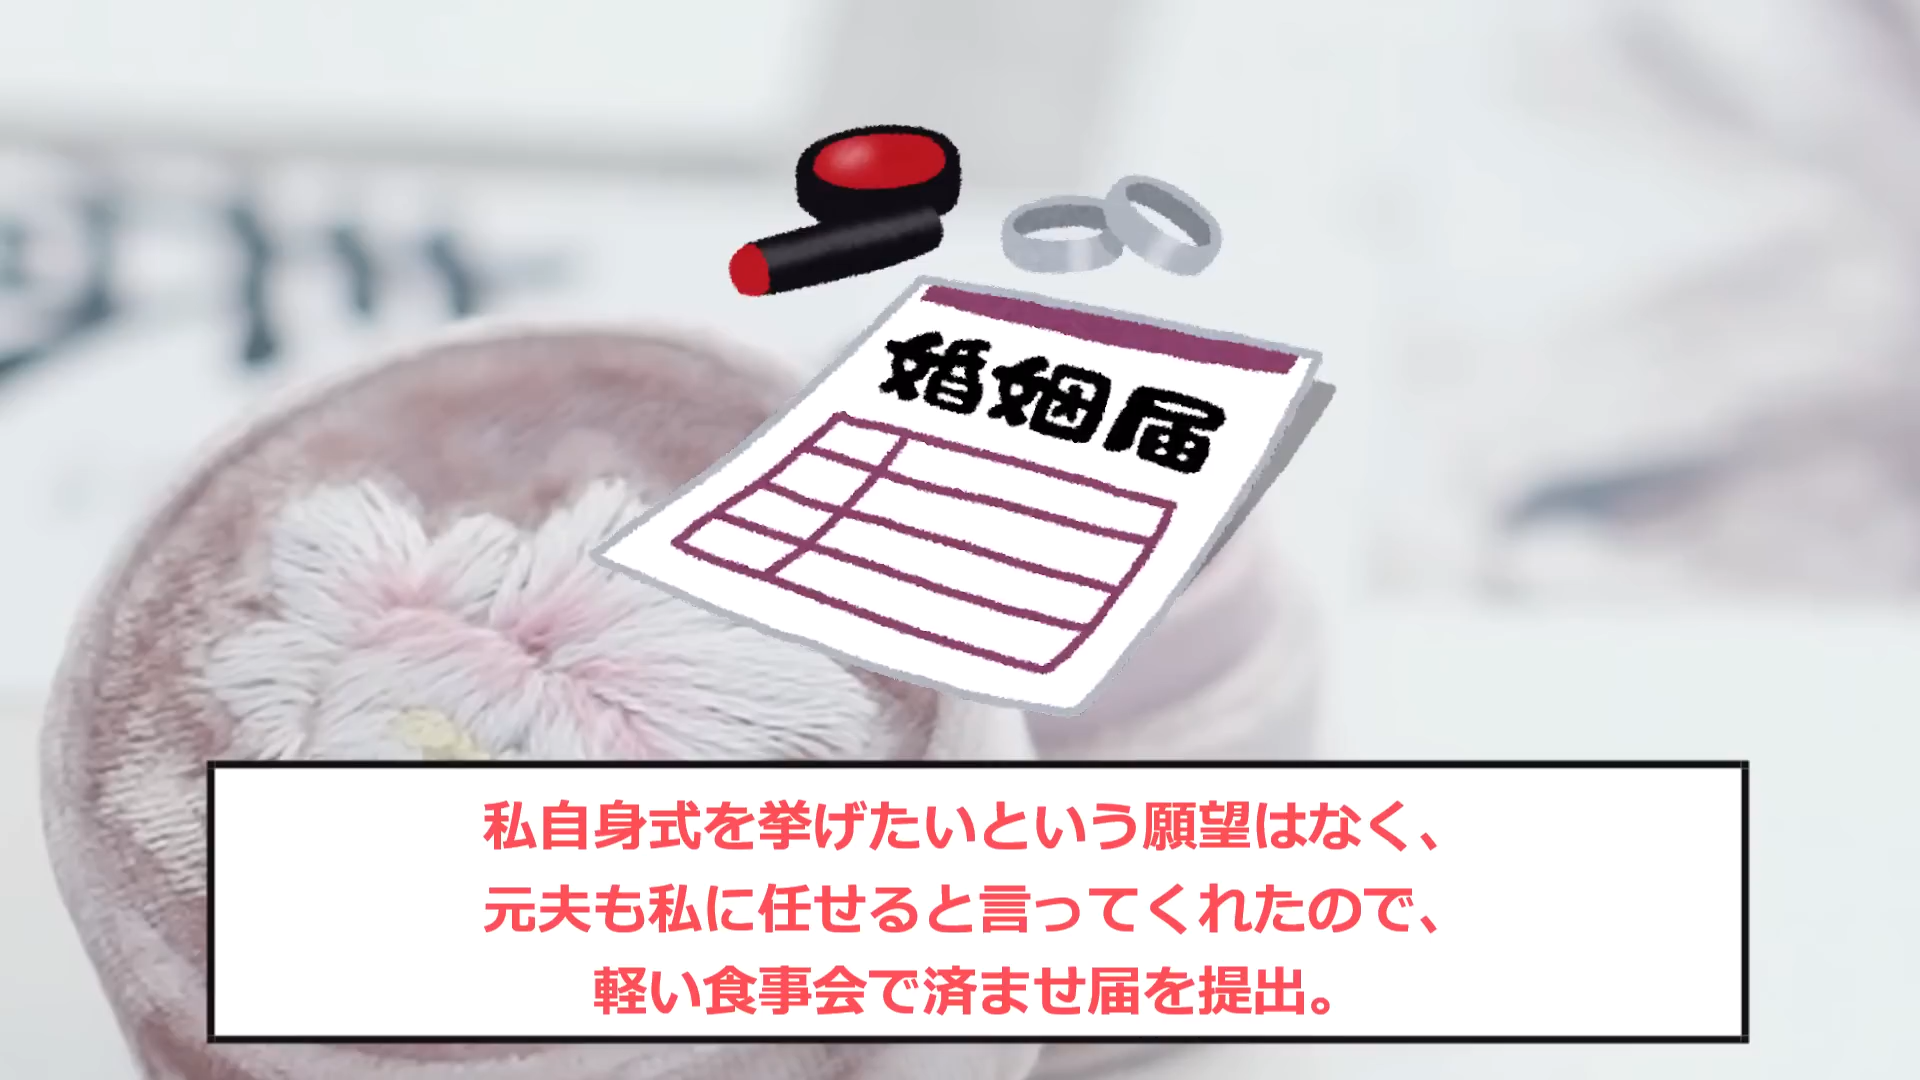 婚姻届
私自身式を挙げたいという願望はなく、
元夫も私に任せると言ってくれたので、
軽い食事会で済ませ届を提出。